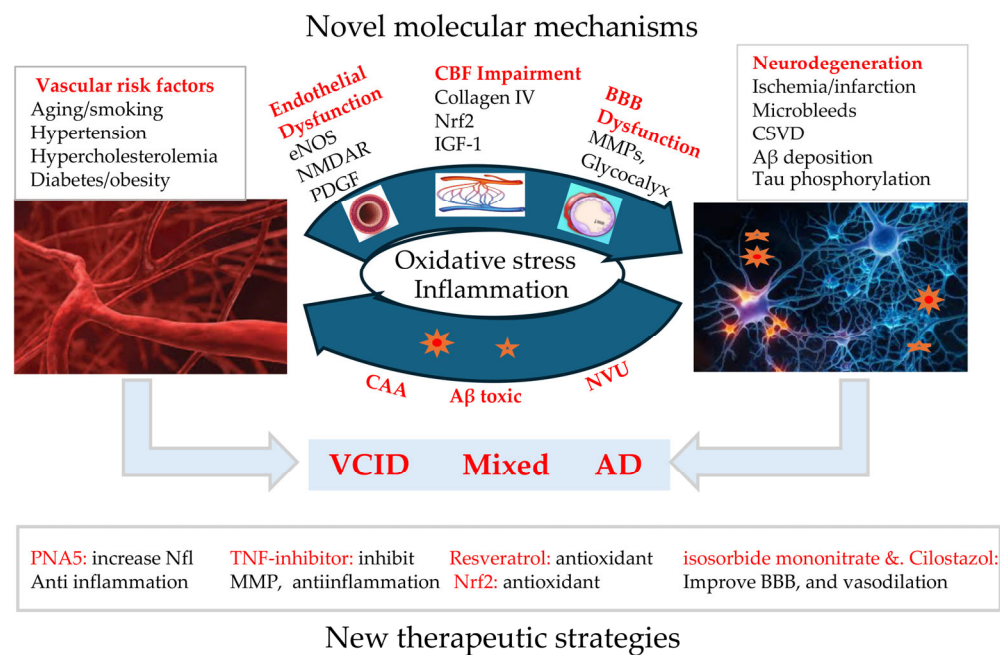 Novel molecular mechanisms
Vascular risk factors
Aging/smoking
Hypertension
Hypercholesterolemia
Diabetes/obesity
Endothelial
Dysfunction
eNOS
NMDAR
PDGF
CBF Impairment
Collagen IV
Nrf2
IGF-1
BBB
Dysfunction
MMPs,
Glycocalyx
Neurodegeneration
Ischemia/infarction
Microbleeds
CSVD
Aβ deposition
Tau phosphorylation
Oxidative stress
Inflammation
CAA
Aβ toxic
NVU
VCID Mixed AD
PNA5: increase Nfl
Anti inflammation
TNF-inhibitor: inhibit
MMP, antiinflammation
Resveratrol: antioxidant
Nrf2: antioxidant
isosorbide mononitrate &. Cilostazol:
Improve BBB, and vasodilation
New therapeutic strategies